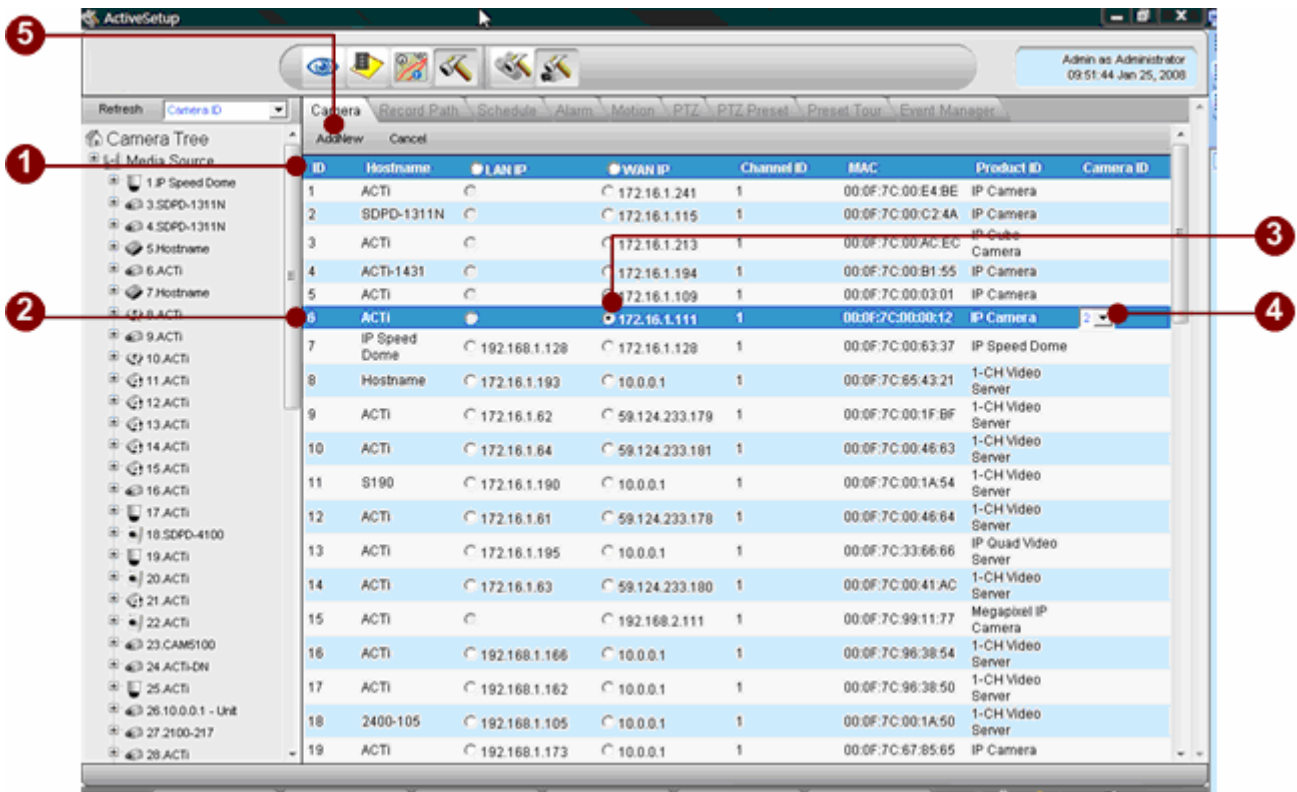 ActiveSetup
5
Admin as Administrator
09:51:44 Jan 25, 2008
Refresh Camera ID
Camera Record Path Schedule Alarm Motion PTZ PTZ Preset Preset Tour Event Manager
AddNew Cancel
Camera Tree
Media Source
1.IP Speed Dome
3.SDPD-1311N
4.SDPD-1311N
5.Hostname
6.ACTi
7.Hostname
8.ACTi
9.ACTi
10.ACTi
11.ACTi
12.ACTi
13.ACTi
14.ACTi
15.ACTi
16.ACTi
17.ACTi
18.SDPD-4100
19.ACTi
20.ACTi
21.ACTi
22.ACTi
23.CAM5100
24.ACTi-DN
25.ACTi
26.10.0.0.1 - Unit
27.2100-217
28.ACTi
1
2
3
4
ID Hostname LAN IP WAN IP Channel ID MAC Product ID Camera ID
1 ACTi 172.16.1.241 1 00:0F:7C:00:E4:BE IP Camera
2 SDPD-1311N 172.16.1.115 1 00:0F:7C:00:C2:4A IP Camera
3 ACTi 172.16.1.213 1 00:0F:7C:00:AC:EC IP Cube Camera
4 ACTi-1431 172.16.1.194 1 00:0F:7C:00:B1:55 IP Camera
5 ACTi 172.16.1.109 1 00:0F:7C:00:03:01 IP Camera
6 ACTi 172.16.1.111 1 00:0F:7C:00:00:12 IP Camera 2
7 IP Speed Dome 192.168.1.128 172.16.1.128 1 00:0F:7C:00:63:37 IP Speed Dome
8 Hostname 172.16.1.193 10.0.0.1 1 00:0F:7C:65:43:21 1-CH Video Server
9 ACTi 172.16.1.62 59.124.233.179 1 00:0F:7C:00:1F:BF 1-CH Video Server
10 ACTi 172.16.1.64 59.124.233.181 1 00:0F:7C:00:46:63 1-CH Video Server
11 S190 172.16.1.190 10.0.0.1 1 00:0F:7C:00:1A:54 1-CH Video Server
12 ACTi 172.16.1.61 59.124.233.178 1 00:0F:7C:00:46:64 1-CH Video Server
13 ACTi 172.16.1.195 10.0.0.1 1 00:0F:7C:33:66:66 IP Quad Video Server
14 ACTi 172.16.1.63 59.124.233.180 1 00:0F:7C:00:41:AC 1-CH Video Server
15 ACTi 192.168.2.111 1 00:0F:7C:99:11:77 Megapixel IP Camera
16 ACTi 192.168.1.166 10.0.0.1 1 00:0F:7C:96:38:54 1-CH Video Server
17 ACTi 192.168.1.162 10.0.0.1 1 00:0F:7C:96:38:50 1-CH Video Server
18 2400-105 192.168.1.105 10.0.0.1 1 00:0F:7C:00:1A:50 1-CH Video Server
19 ACTi 192.168.1.173 10.0.0.1 1 00:0F:7C:67:85:65 IP Camera